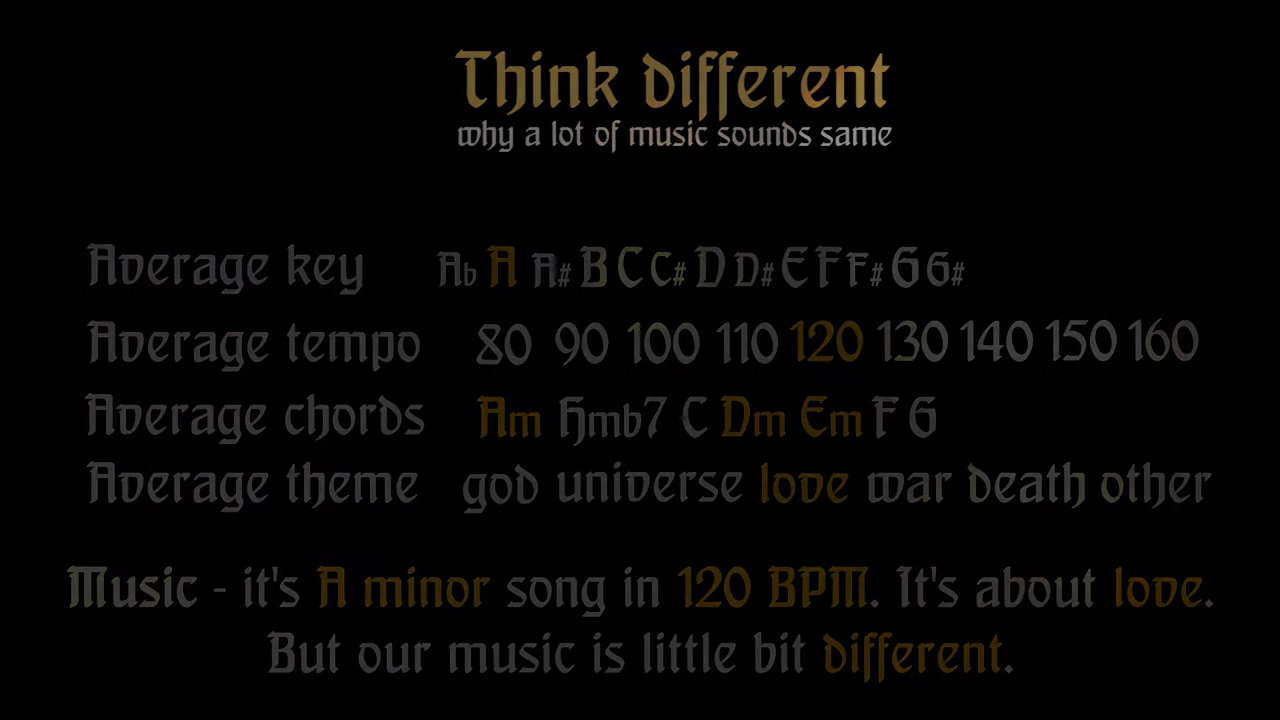 Think different
why a lot of music sounds same
Average key Ab A A# B C C# D D# E F F# G G#
Average tempo 80 90 100 110 120 130 140 150 160
Average chords Am Hmb7 C Dm Em F G
Average theme god universe love war death other
Music - it's A minor song in 120 BPM. It's about love.
But our music is little bit different.